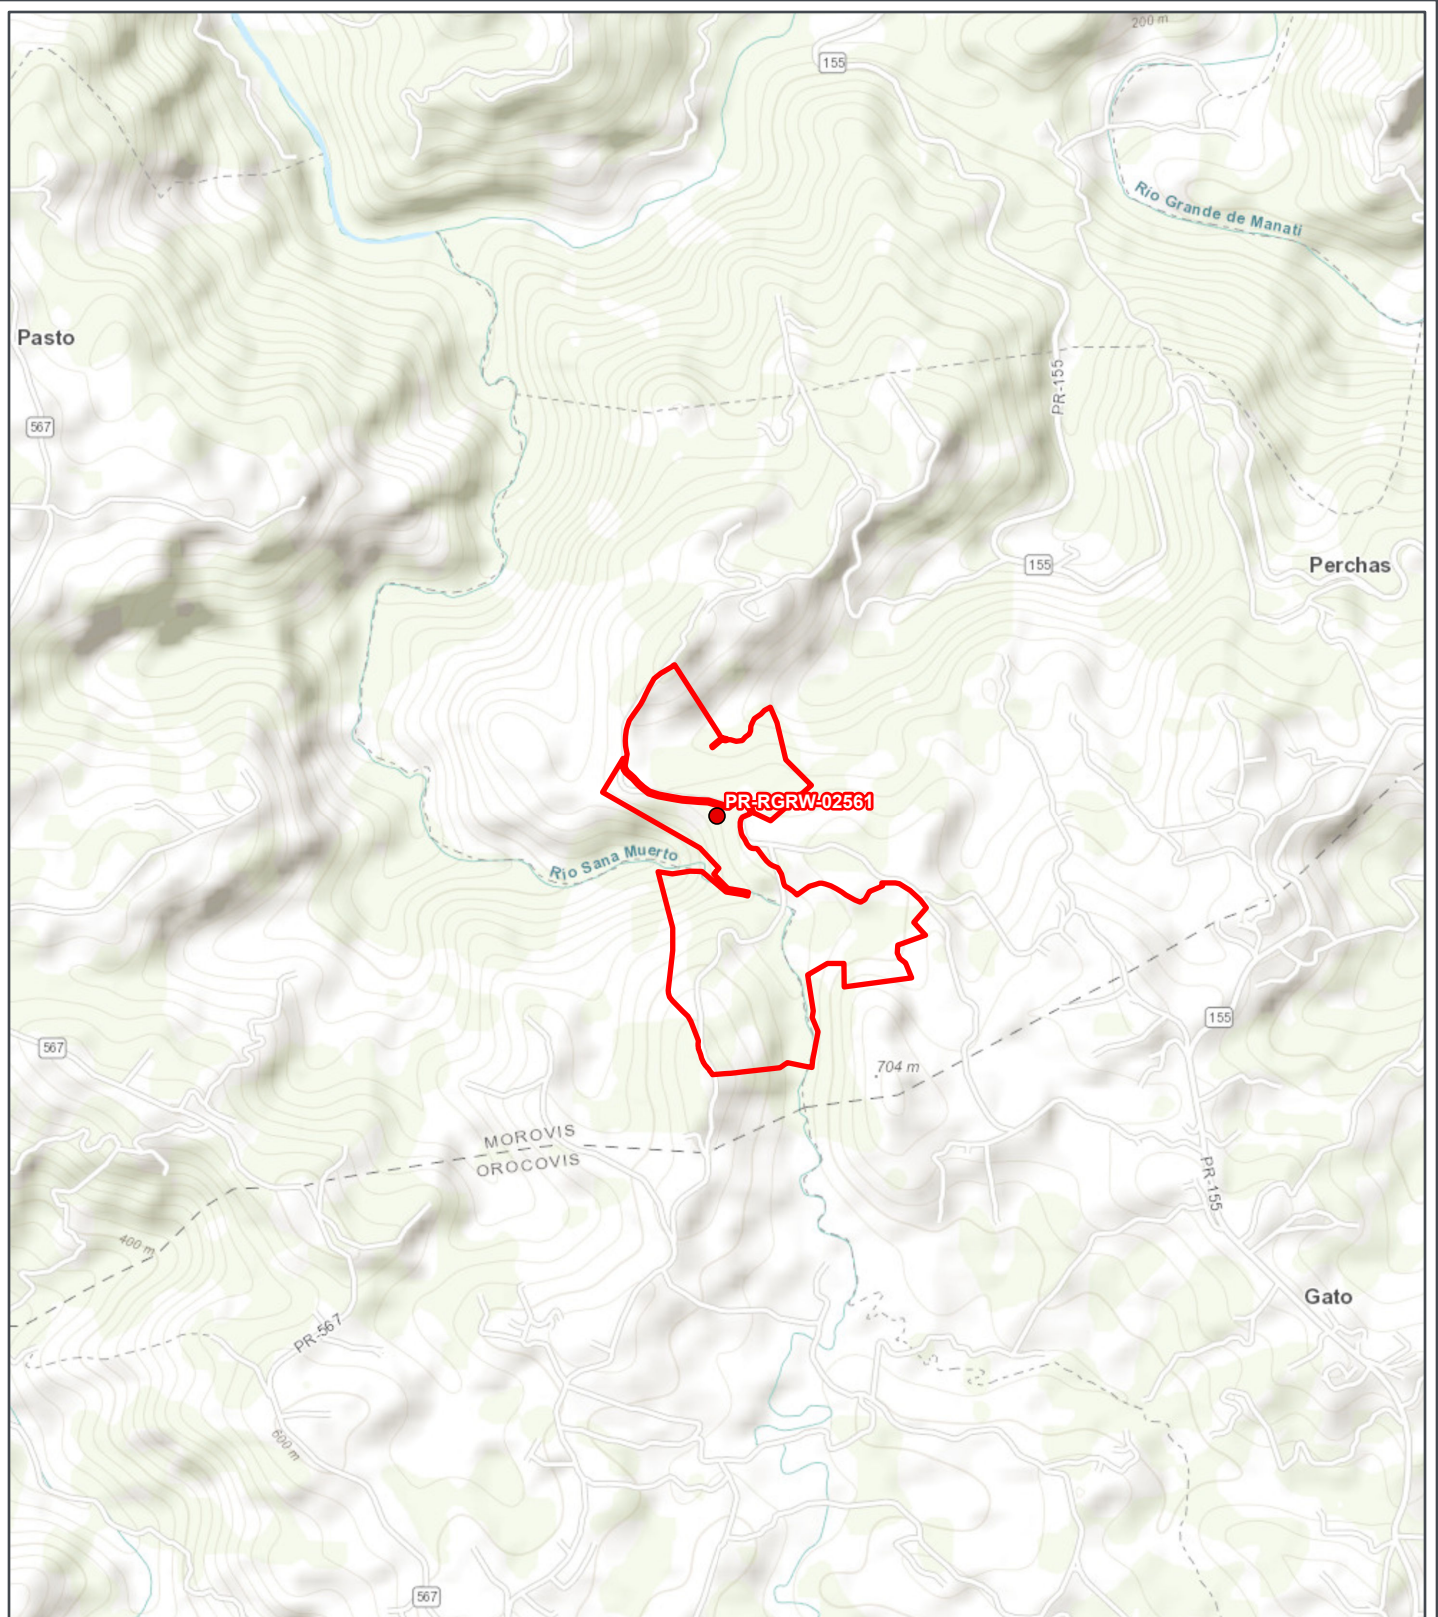 200 m
155
Río Grande de Manatí
Pasto
PR-155
567
155
Perchas
PR-RGRW-02561
Río Sana Muerto
155
567
704 m
MOROVIS
OROCOVIS
PR-155
400 m
Gato
PR-567
600 m
567